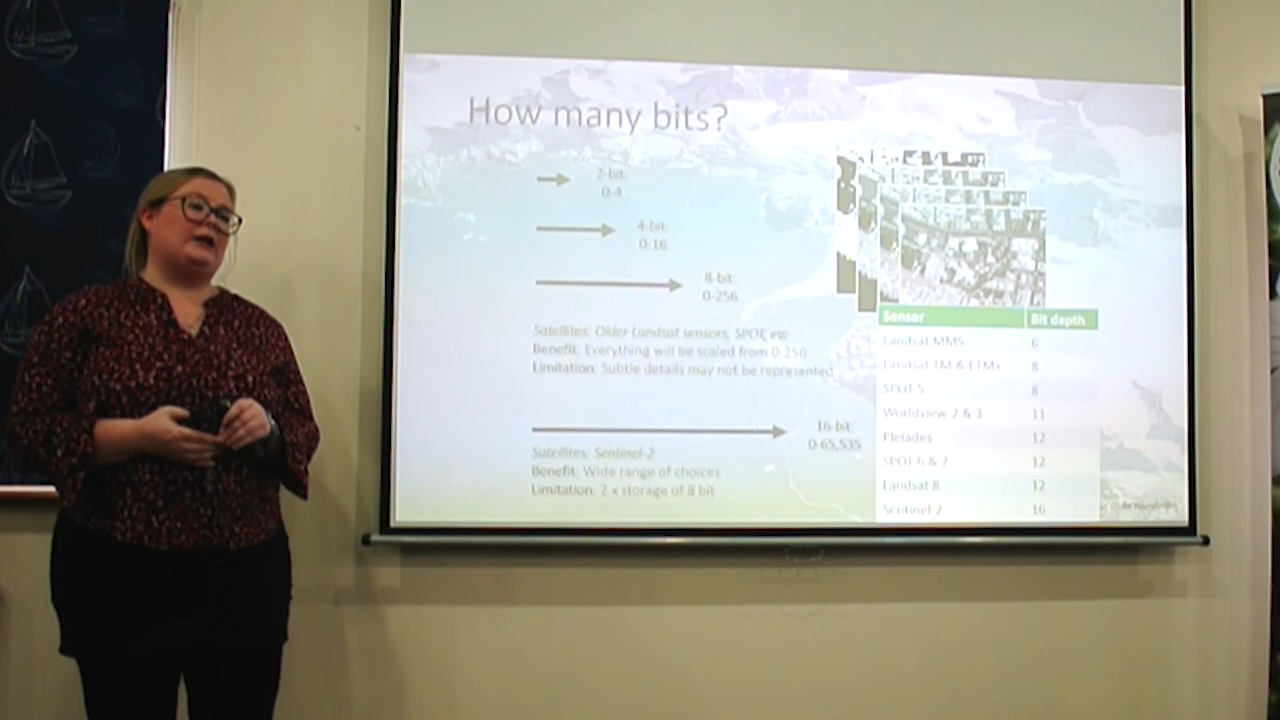 How many bits?
2-bit:
0-4
4-bit:
0-16
8-bit:
0-256
Satellites: Older Landsat sensors, SPOT, etc
Benefit: Everything will be scaled from 0-256
Limitation: Subtle details may not be represented
16-bit:
0-65,535
Satellites: Sentinel-2
Benefit: Wide range of choices
Limitation: 2 x storage of 8 bit
Sensor Bit depth
Landsat MMS 6
Landsat TM & ETM+ 8
SPOT 5 8
Worldview 2 & 3 11
Pleiades 12
SPOT 6 & 7 12
Landsat 8 12
Sentinel-2 16